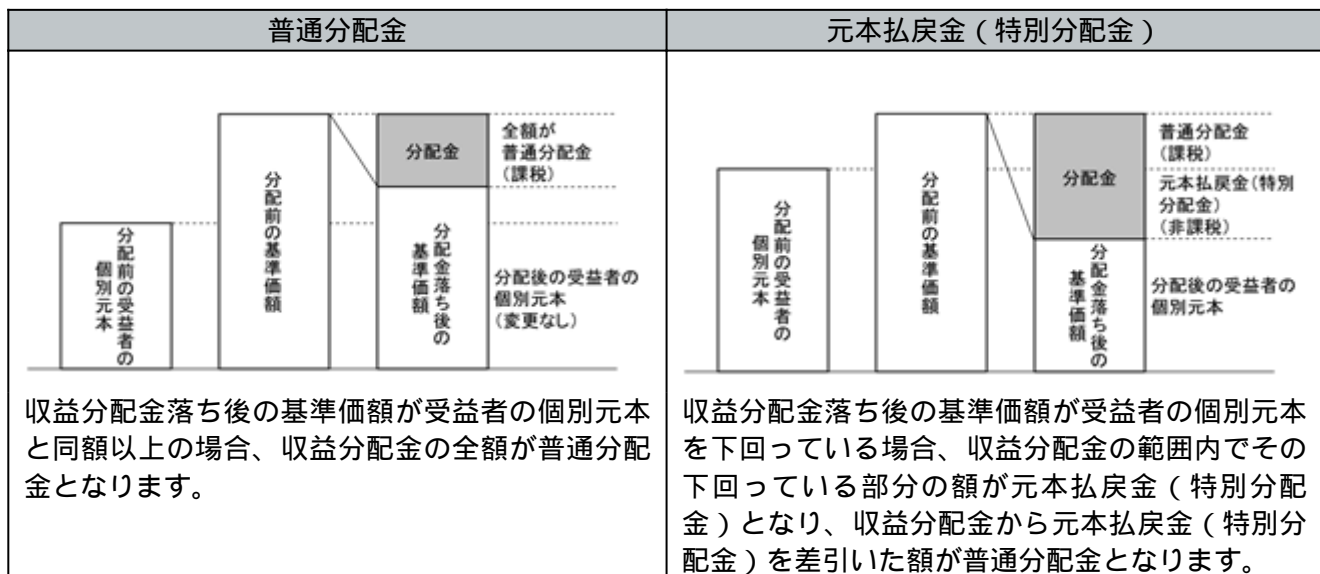 普通分配金
分配前の受益者の
個別元本
分配前の基準価額
分配金
分配金落ち後の
基準価額
全額が
普通分配金
(課税)
分配後の受益者の
個別元本
(変更なし)
収益分配金落ち後の基準価額が受益者の個別元本
と同額以上の場合、収益分配金の全額が普通分配
金となります。
元本払戻金(特別分配金)
分配前の受益者の
個別元本
分配前の基準価額
分配金
分配金落ち後の
基準価額
普通分配金
(課税)
元本払戻金(特別
分配金)
(非課税)
分配後の受益者の
個別元本
収益分配金落ち後の基準価額が受益者の個別元本
を下回っている場合、収益分配金の範囲内でその
下回っている部分の額が元本払戻金(特別分配
金)となり、収益分配金から元本払戻金(特別分
配金)を差引いた額が普通分配金となります。